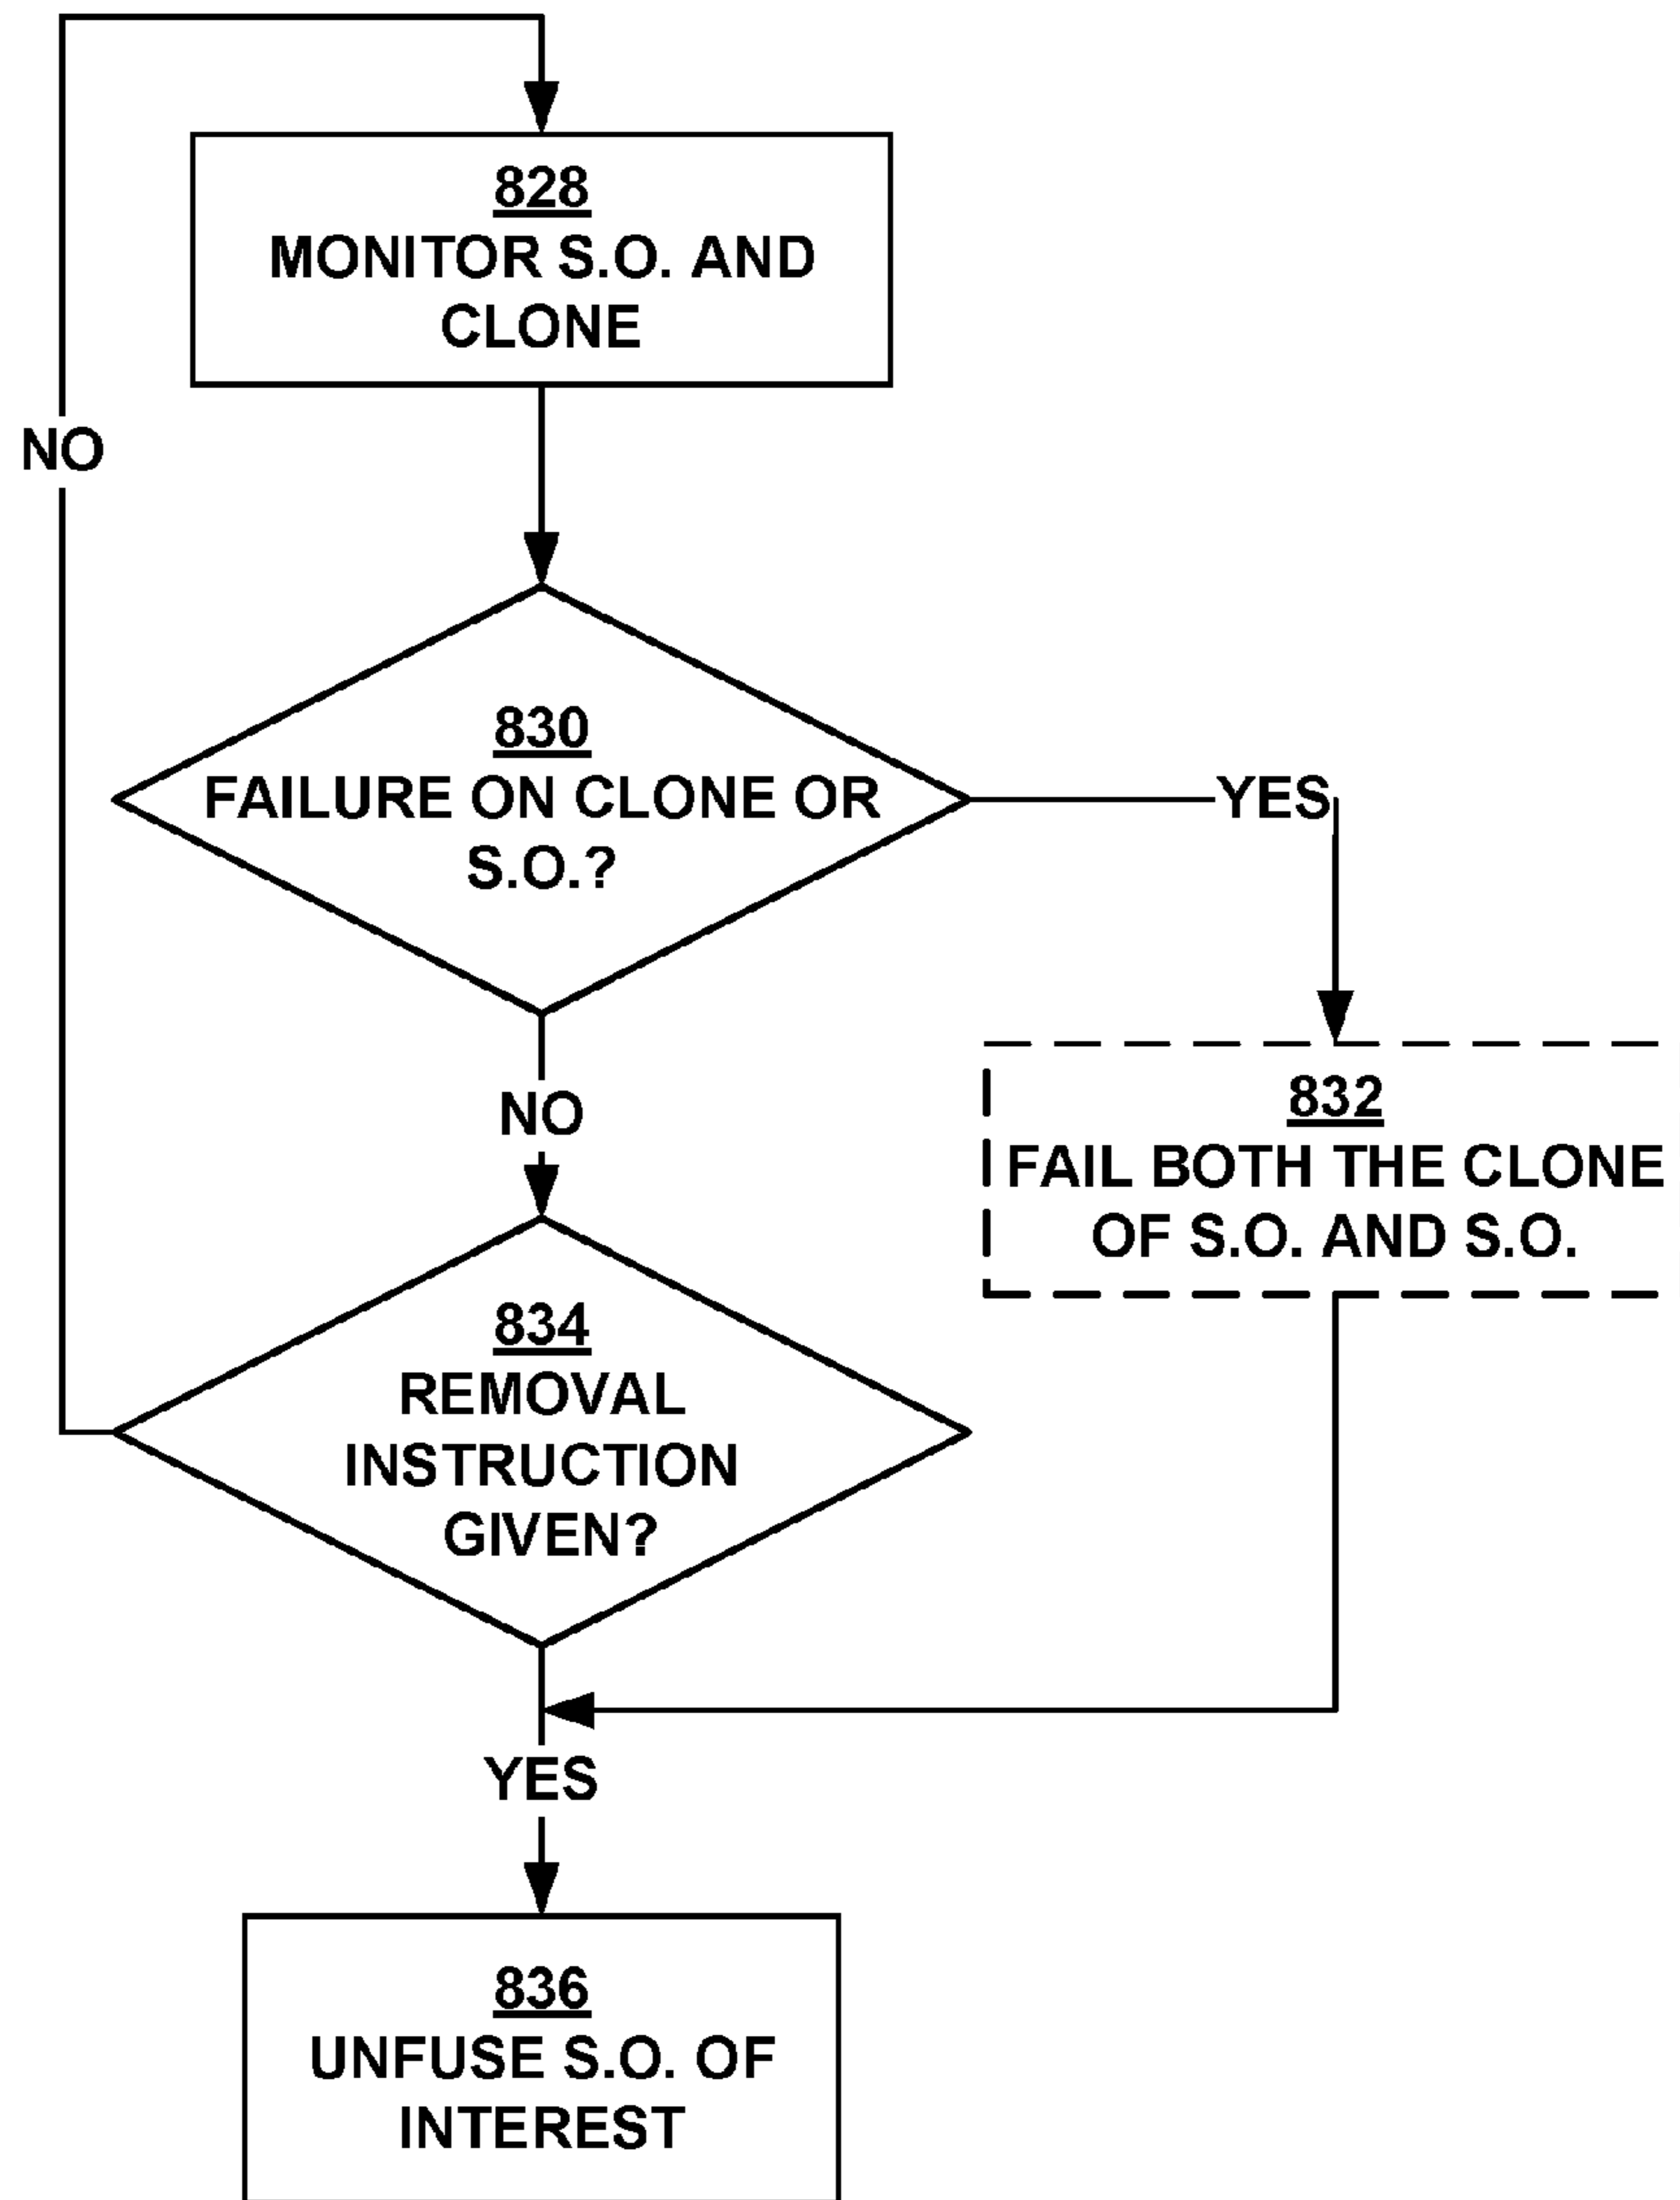 828
MONITOR S.O. AND
CLONE
NO
830
FAILURE ON CLONE OR
S.O.?
YES
NO
832
FAIL BOTH THE CLONE
OF S.O. AND S.O.
834
REMOVAL
INSTRUCTION
GIVEN?
YES
836
UNFUSE S.O. OF
INTEREST